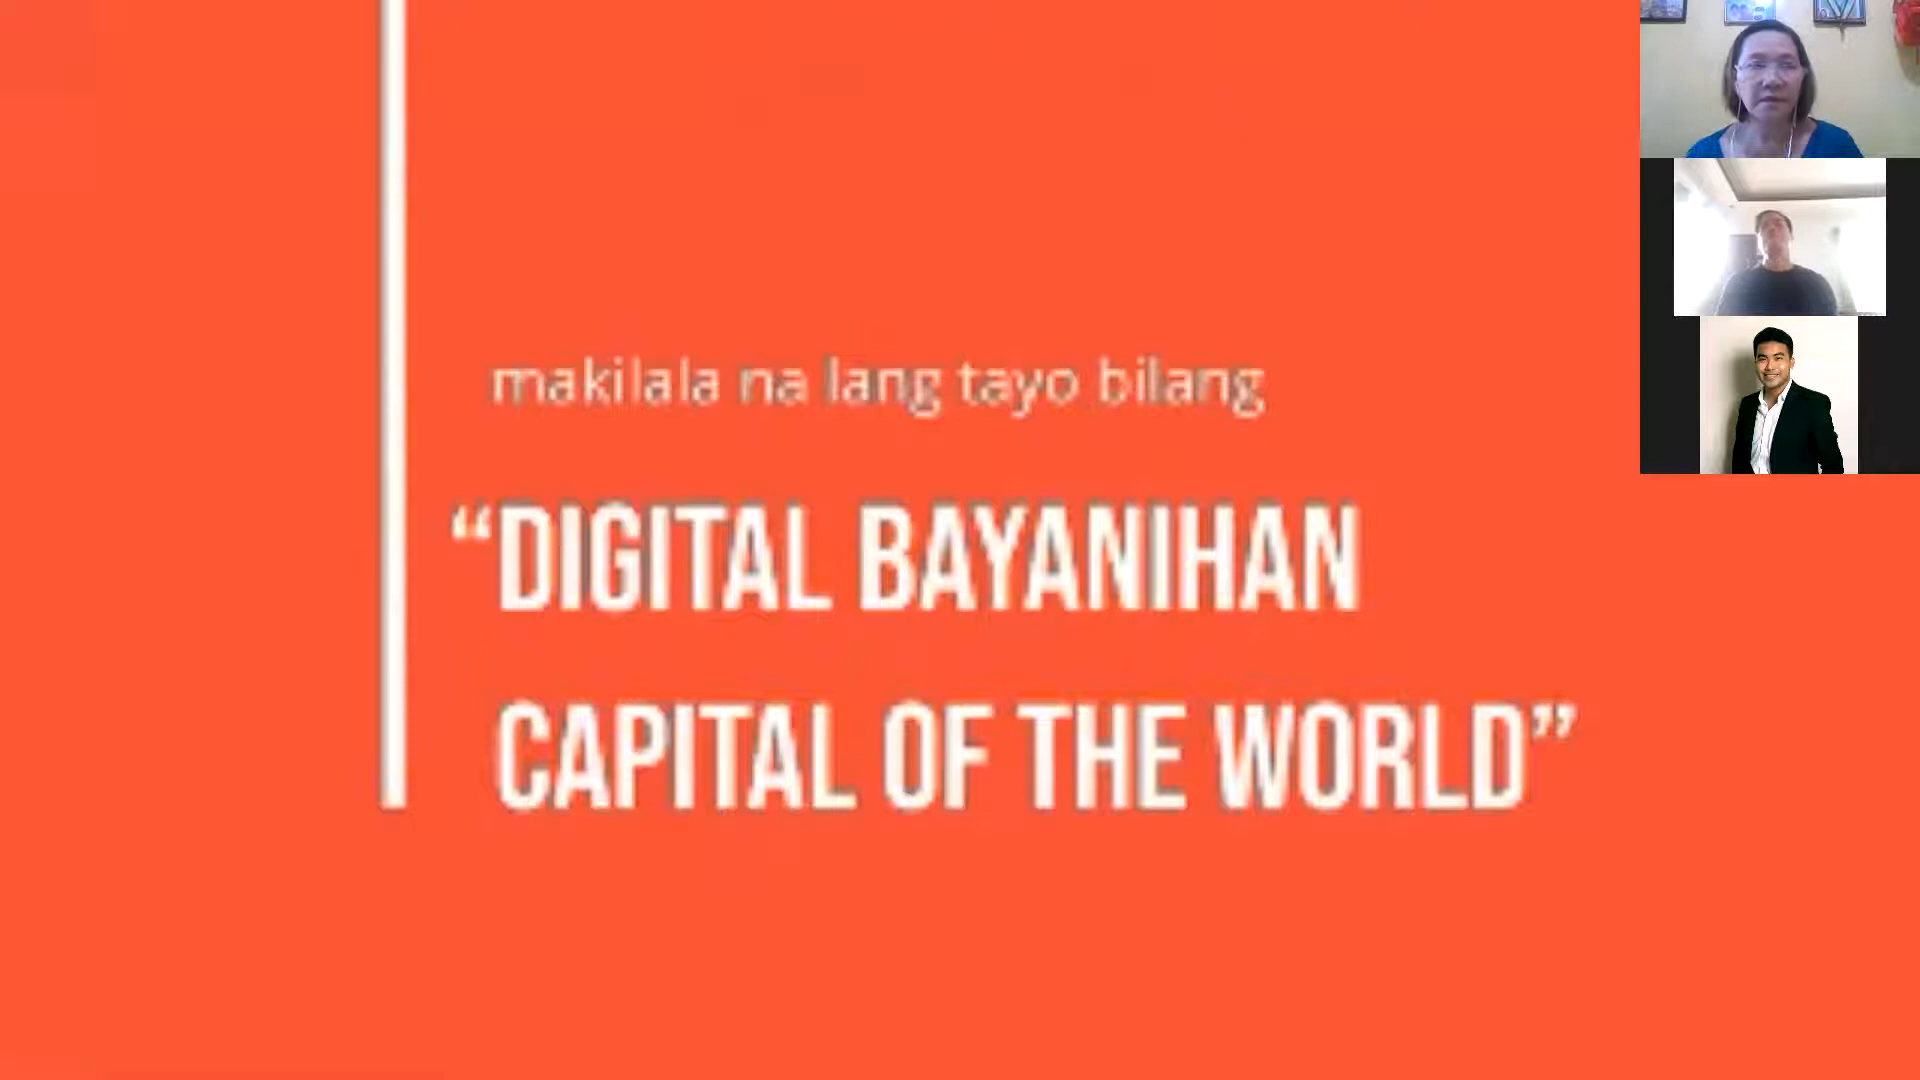 makilala na lang tayo bilang
“DIGITAL BAYANIHAN
CAPITAL OF THE WORLD”